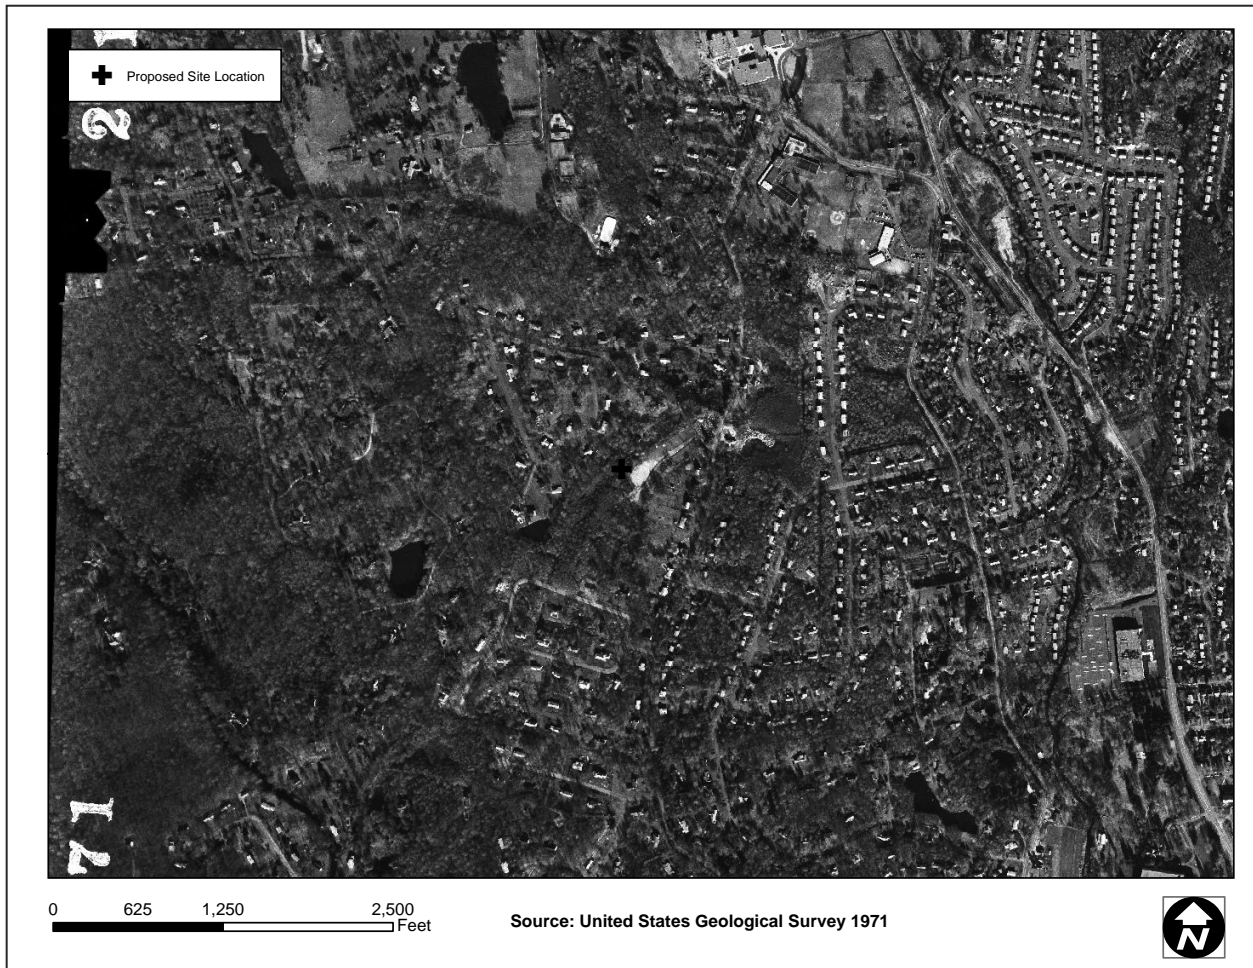 Proposed Site Location
0 625 1,250 2,500
Feet
Source: United States Geological Survey 1971
N